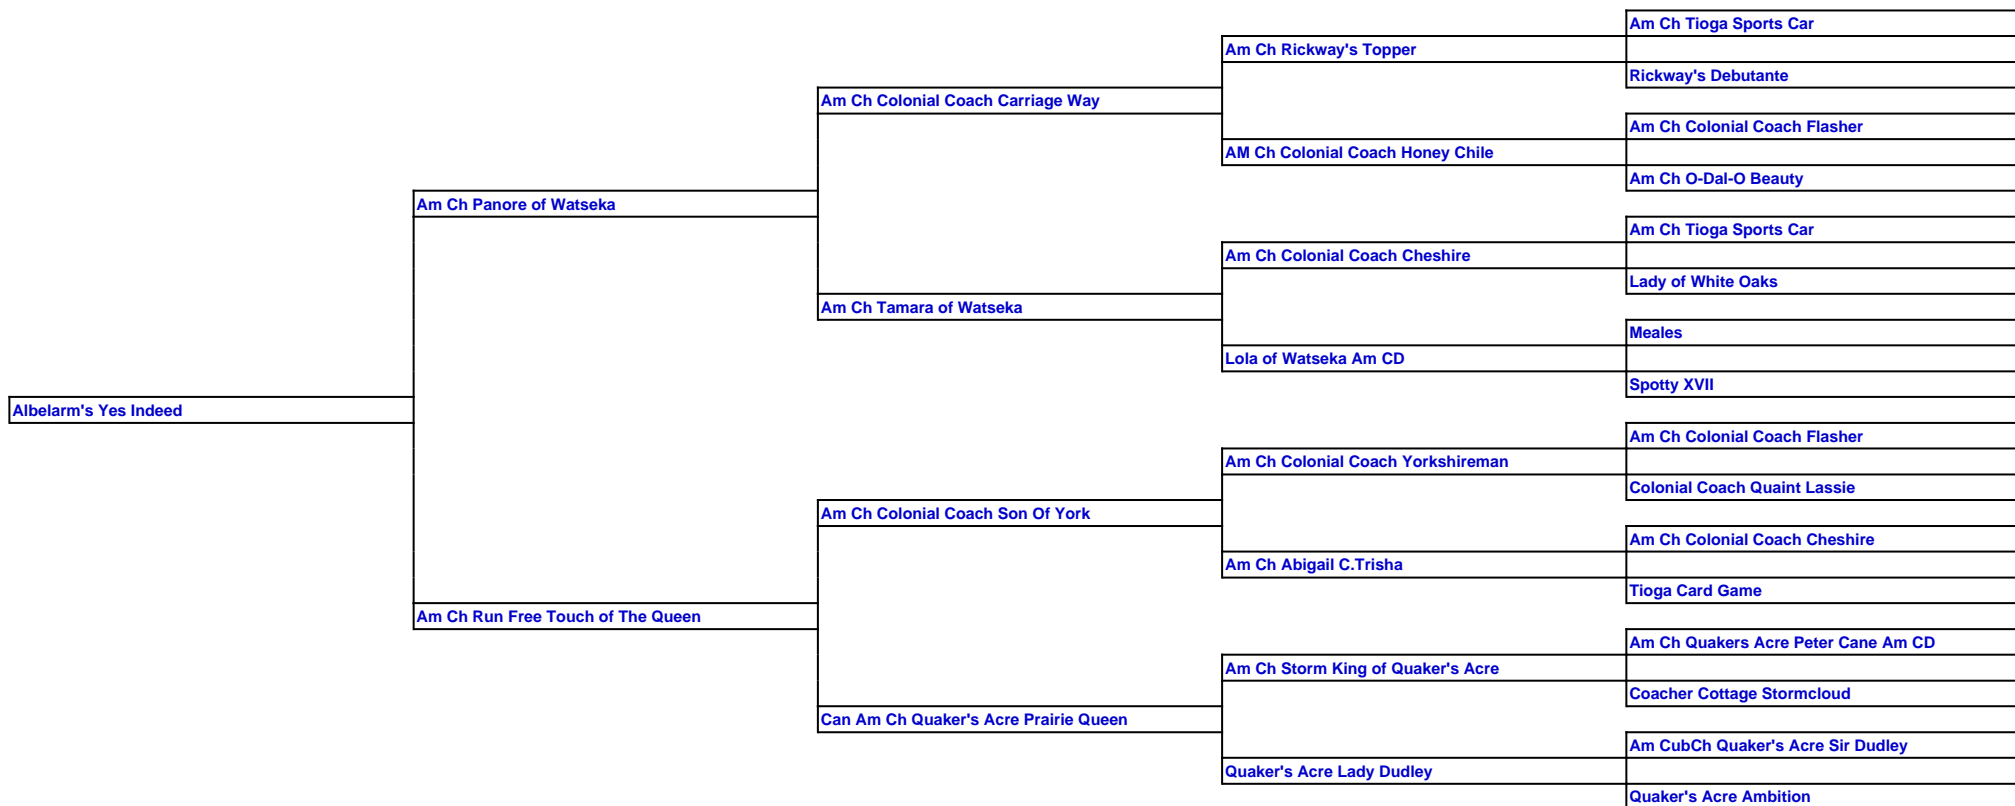 Am Ch Tioga Sports Car
Am Ch Rickway's Topper
Rickway's Debutante
Am Ch Colonial Coach Carriage Way
Am Ch Colonial Coach Flasher
AM Ch Colonial Coach Honey Chile
Am Ch O-Dal-O Beauty
Am Ch Panore of Watseka
Am Ch Tioga Sports Car
Am Ch Colonial Coach Cheshire
Lady of White Oaks
Am Ch Tamara of Watseka
Meales
Lola of Watseka Am CD
Spotty XVII
Albelarm's Yes Indeed
Am Ch Colonial Coach Flasher
Am Ch Colonial Coach Yorkshireman
Colonial Coach Quaint Lassie
Am Ch Colonial Coach Son Of York
Am Ch Colonial Coach Cheshire
Am Ch Abigail C.Trisha
Tioga Card Game
Am Ch Run Free Touch of The Queen
Am Ch Quakers Acre Peter Cane Am CD
Am Ch Storm King of Quaker's Acre
Coacher Cottage Stormcloud
Can Am Ch Quaker's Acre Prairie Queen
Am CubCh Quaker's Acre Sir Dudley
Quaker's Acre Lady Dudley
Quaker's Acre Ambition